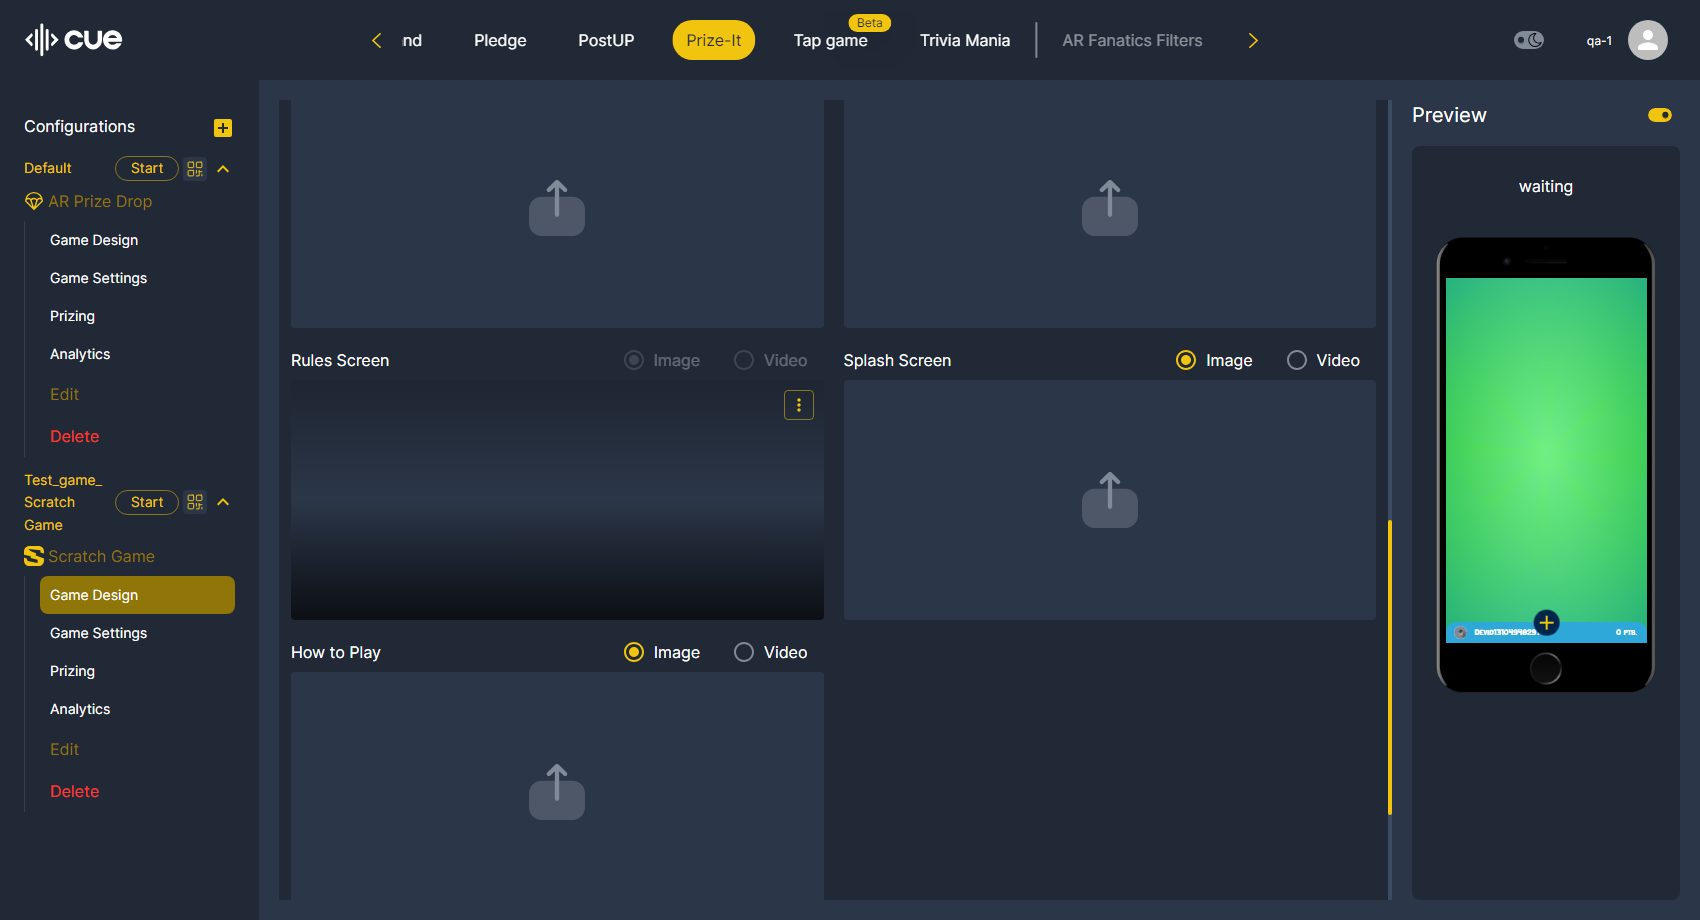 cue
nd
Pledge
PostUP
Prize-It
Beta
Tap game
Trivia Mania
AR Fanatics Filters
qa-1
Configurations
Default
Start
AR Prize Drop
Game Design
Game Settings
Prizing
Analytics
Edit
Delete
Test_game_
Scratch
Game
Start
Scratch Game
Game Design
Game Settings
Prizing
Analytics
Edit
Delete
Rules Screen
Image
Video
Splash Screen
Image
Video
How to Play
Image
Video
Preview
waiting
0 PTS.